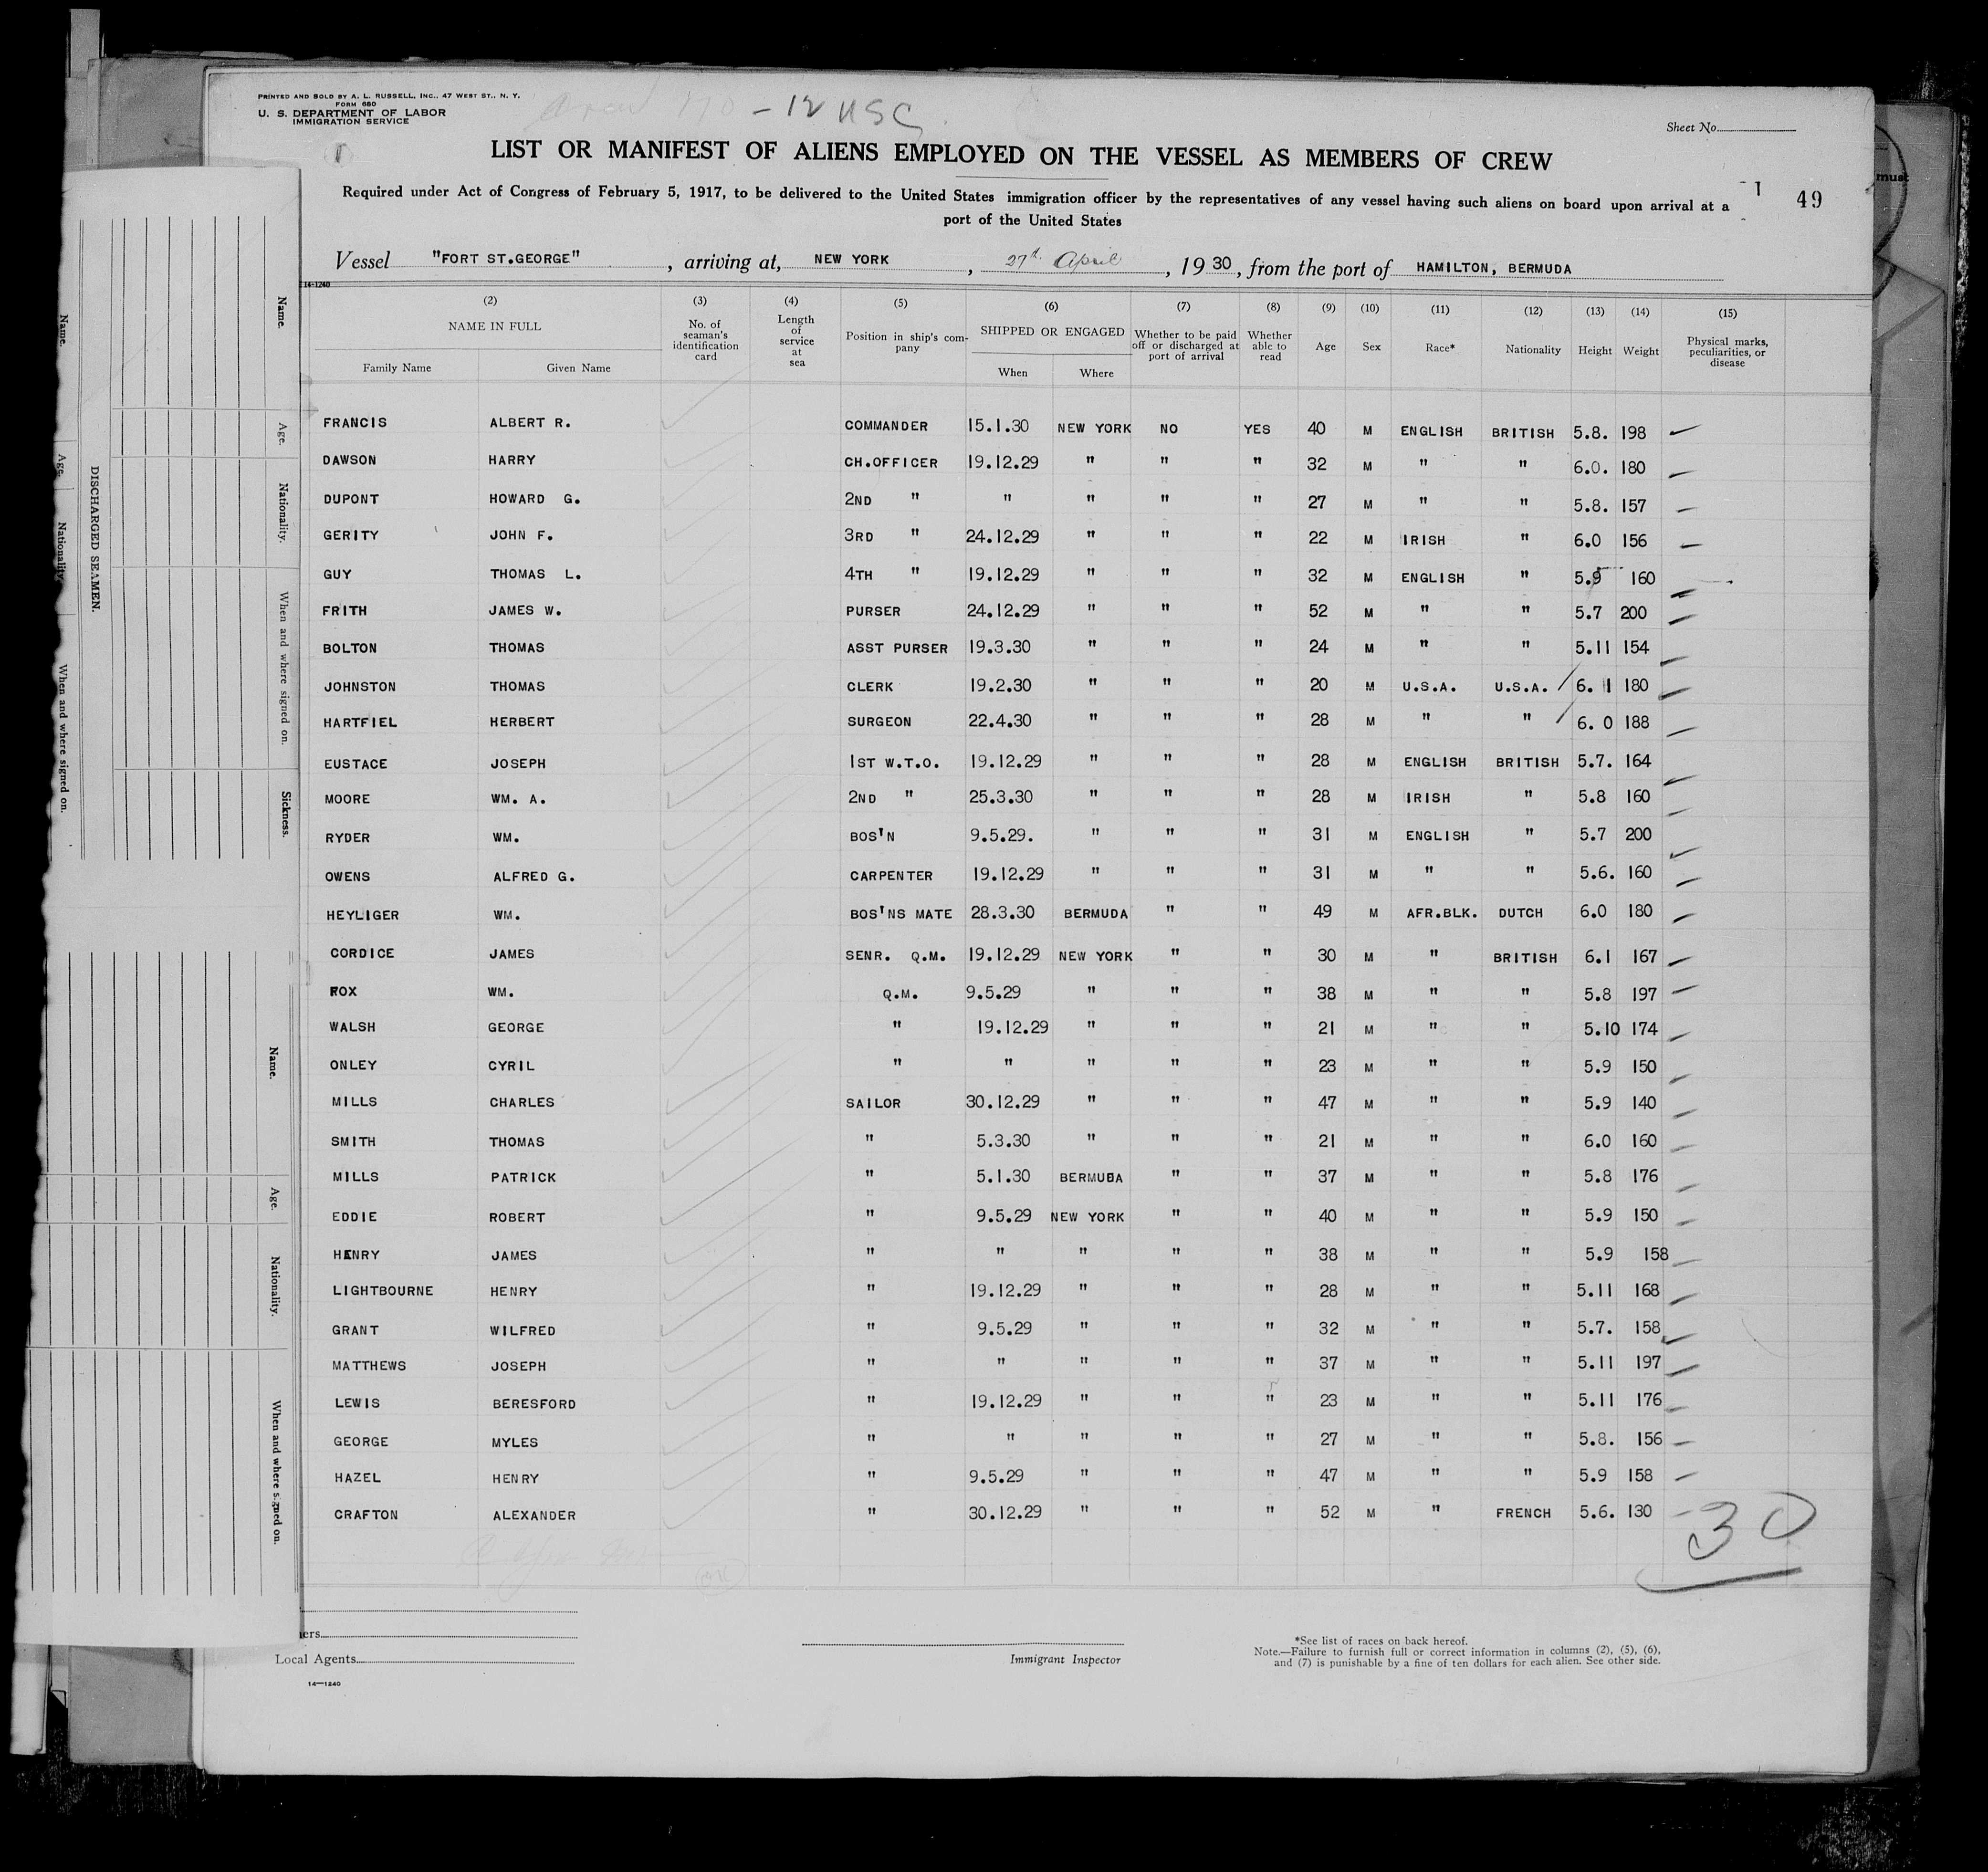 PRINTED AND SOLD BY A. L. RUSSELL, INC., 47 WEST ST., N. Y.
FORM 680
U. S. DEPARTMENT OF LABOR
IMMIGRATION SERVICE
- 12 USC
Sheet No.
LIST OR MANIFEST OF ALIENS EMPLOYED ON THE VESSEL AS MEMBERS OF CREW
Required under Act of Congress of February 5, 1917, to be delivered to the United States immigration officer by the representatives of any vessel having such aliens on board upon arrival at a
port of the United States
49
must
Vessel "FORT ST.GEORGE", arriving at, NEW YORK, 27th April, 1930, from the port of HAMILTON, BERMUDA
14-1240
(2) (3) (4) (5) (6) (7) (8) (9) (10) (11) (12) (13) (14) (15)
NAME IN FULL No. of seaman's identification card Length of service at sea Position in ship's company SHIPPED OR ENGAGED Whether to be paid off or discharged at port of arrival Whether able to read Age Sex Race* Nationality Height Weight Physical marks, peculiarities, or disease
Family Name Given Name When Where
FRANCIS ALBERT R. COMMANDER 15.1.30 NEW YORK NO YES 40 M ENGLISH BRITISH 5.8. 198
DAWSON HARRY CH.OFFICER 19.12.29 " " " 32 M " " 6.0. 180
DUPONT HOWARD G. 2ND " " " " " 27 M " " 5.8. 157
GERITY JOHN F. 3RD " 24.12.29 " " " 22 M IRISH " 6.0 156
GUY THOMAS L. 4TH " 19.12.29 " " " 32 M ENGLISH " 5.9 160
FRITH JAMES W. PURSER 24.12.29 " " " 52 M " " 5.7 200
BOLTON THOMAS ASST PURSER 19.3.30 " " " 24 M " " 5.11 154
JOHNSTON THOMAS CLERK 19.2.30 " " " 20 M U.S.A. U.S.A. 6. 1 180
HARTFIEL HERBERT SURGEON 22.4.30 " " " 28 M " " 6. 0 188
EUSTACE JOSEPH 1ST W.T.O. 19.12.29 " " " 28 M ENGLISH BRITISH 5.7. 164
MOORE WM. A. 2ND " 25.3.30 " " " 28 M IRISH " 5.8 160
RYDER WM. BOS'N 9.5.29. " " " 31 M ENGLISH " 5.7 200
OWENS ALFRED G. CARPENTER 19.12.29 " " " 31 M " " 5.6. 160
HEYLIGER WM. BOS'NS MATE 28.3.30 BERMUDA " " 49 M AFR.BLK. DUTCH 6.0 180
CORDICE JAMES SENR. Q.M. 19.12.29 NEW YORK " " 30 M " BRITISH 6.1 167
FOX WM. Q.M. 9.5.29 " " " 38 M " " 5.8 197
WALSH GEORGE " 19.12.29 " " " 21 M " " 5.10 174
ONLEY CYRIL " " " " " 23 M " " 5.9 150
MILLS CHARLES SAILOR 30.12.29 " " " 47 M " " 5.9 140
SMITH THOMAS " 5.3.30 " " " 21 M " " 6.0 160
MILLS PATRICK " 5.1.30 BERMUDA " " 37 M " " 5.8 176
EDDIE ROBERT " 9.5.29 NEW YORK " " 40 M " " 5.9 150
HENRY JAMES " " " " " 38 M " " 5.9 158
LIGHTBOURNE HENRY " 19.12.29 " " " 28 M " " 5.11 168
GRANT WILFRED " 9.5.29 " " " 32 M " " 5.7. 158
MATTHEWS JOSEPH " " " " " 37 M " " 5.11 197
LEWIS BERESFORD " 19.12.29 " " " 23 M " " 5.11 176
GEORGE MYLES " " " " " 27 M " " 5.8. 156
HAZEL HENRY " 9.5.29 " " " 47 M " " 5.9 158
CRAFTON ALEXANDER " 30.12.29 " " " 52 M " FRENCH 5.6. 130
30
ers
Local Agents
Immigrant Inspector
*See list of races on back hereof.
Note.—Failure to furnish full or correct information in columns (2), (5), (6),
and (7) is punishable by a fine of ten dollars for each alien. See other side.
14—1240
DISCHARGED SEAMEN.
Name. Age. Nationality. When and where signed on. Sickness.
Name. Age. Nationality. When and where signed on.
Name. Age. Nationality. When and where signed on.